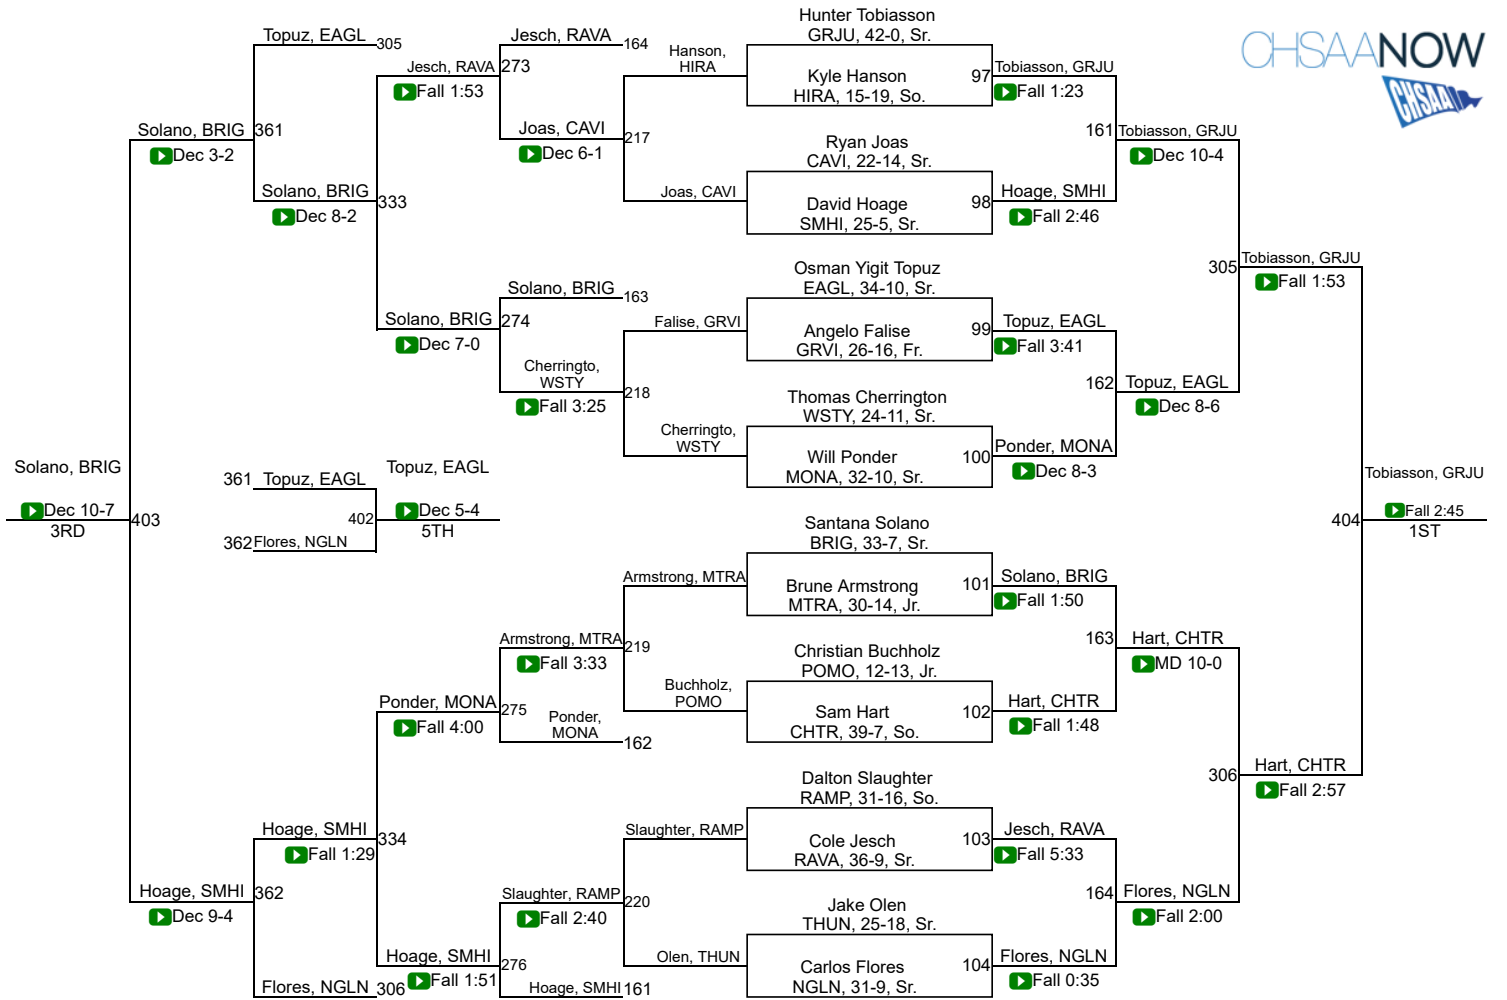 Hunter Tobiasson
GRJU, 42-0, Sr.
CHSAANOW
CHSAA
Topuz, EAGL
305
Jesch, RAVA
164
Hanson,
HIRA
Jesch, RAVA
273
Fall 1:53
Kyle Hanson
HIRA, 15-19, So.
97
Tobiasson, GRJU
Fall 1:23
Solano, BRIG
361
Dec 3-2
Joas, CAVI
217
Dec 6-1
Ryan Joas
CAVI, 22-14, Sr.
161
Tobiasson, GRJU
Dec 10-4
Solano, BRIG
333
Dec 8-2
Joas, CAVI
David Hoage
SMHI, 25-5, Sr.
98
Hoage, SMHI
Fall 2:46
Osman Yigit Topuz
EAGL, 34-10, Sr.
305
Tobiasson, GRJU
Fall 1:53
Solano, BRIG
163
Solano, BRIG
274
Dec 7-0
Falise, GRVI
Angelo Falise
GRVI, 26-16, Fr.
99
Topuz, EAGL
Fall 3:41
Cherringto,
WSTY
218
Fall 3:25
Thomas Cherrington
WSTY, 24-11, Sr.
162
Topuz, EAGL
Dec 8-6
Cherringto,
WSTY
Will Ponder
MONA, 32-10, Sr.
100
Ponder, MONA
Dec 8-3
Solano, BRIG
Dec 10-7
3RD
403
361
Topuz, EAGL
362
Flores, NGLN
402
Topuz, EAGL
Dec 5-4
5TH
Tobiasson, GRJU
404
Fall 2:45
1ST
Santana Solano
BRIG, 33-7, Sr.
Armstrong, MTRA
Brune Armstrong
MTRA, 30-14, Jr.
101
Solano, BRIG
Fall 1:50
Armstrong, MTRA
219
Fall 3:33
Christian Buchholz
POMO, 12-13, Jr.
163
Hart, CHTR
MD 10-0
Ponder, MONA
275
Fall 4:00
Ponder,
MONA
162
Buchholz,
POMO
Sam Hart
CHTR, 39-7, So.
102
Hart, CHTR
Fall 1:48
Dalton Slaughter
RAMP, 31-16, So.
306
Hart, CHTR
Fall 2:57
Hoage, SMHI
334
Fall 1:29
Slaughter, RAMP
Cole Jesch
RAVA, 36-9, Sr.
103
Jesch, RAVA
Fall 5:33
Hoage, SMHI
362
Dec 9-4
Slaughter, RAMP
220
Fall 2:40
Jake Olen
THUN, 25-18, Sr.
164
Flores, NGLN
Fall 2:00
Hoage, SMHI
276
Fall 1:51
Olen, THUN
Carlos Flores
NGLN, 31-9, Sr.
104
Flores, NGLN
Fall 0:35
Flores, NGLN
306
Hoage, SMHI
161